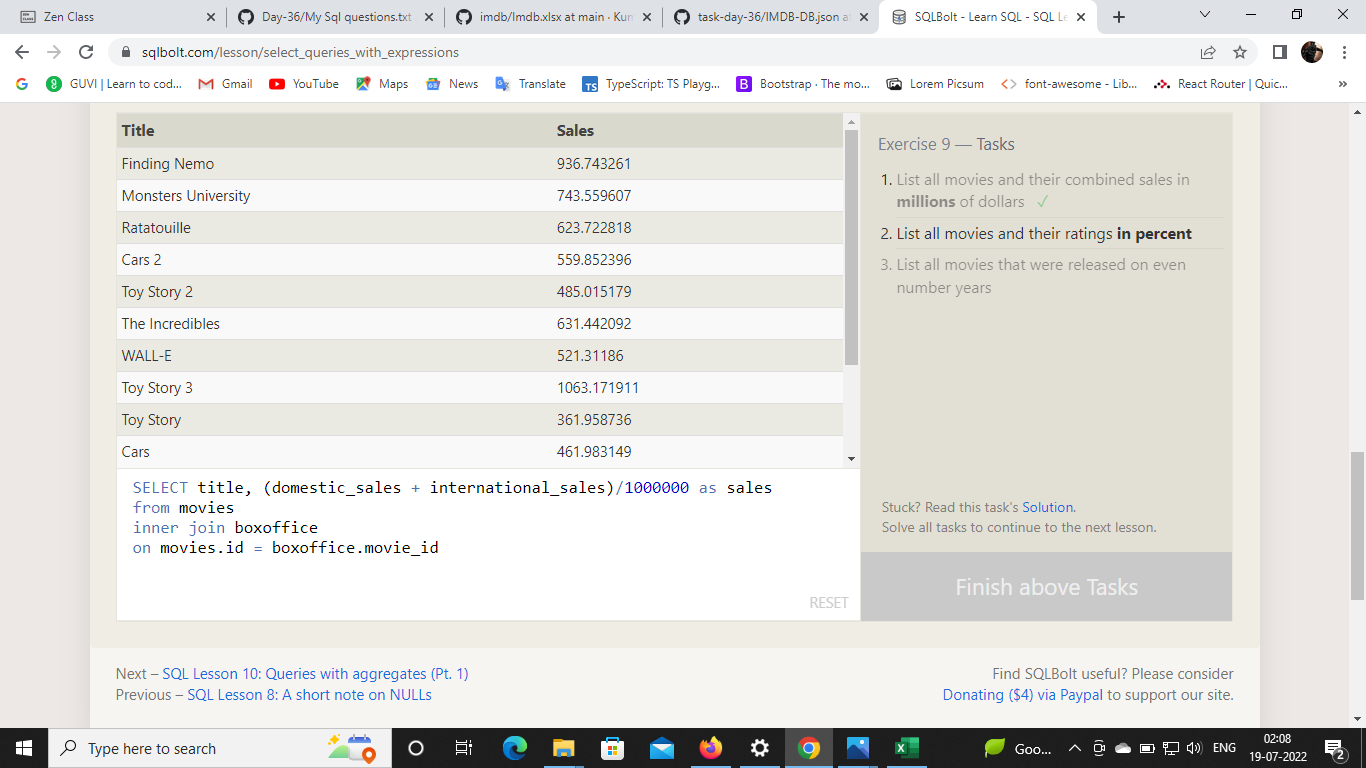 Zen Class
Day-36/My Sql questions.txt
imdb/Imdb.xlsx at main · Kun
task-day-36/IMDB-DB.json at
SQLBolt - Learn SQL - SQL Le
sqlbolt.com/lesson/select_queries_with_expressions
GUVI | Learn to cod...
Gmail
YouTube
Maps
News
Translate
TypeScript: TS Playg...
Bootstrap · The mo...
Lorem Picsum
font-awesome - Lib...
React Router | Quic...
Title Sales
Finding Nemo 936.743261
Monsters University 743.559607
Ratatouille 623.722818
Cars 2 559.852396
Toy Story 2 485.015179
The Incredibles 631.442092
WALL-E 521.31186
Toy Story 3 1063.171911
Toy Story 361.958736
Cars 461.983149
SELECT title, (domestic_sales + international_sales)/1000000 as sales
from movies
inner join boxoffice
on movies.id = boxoffice.movie_id
RESET
Exercise 9 — Tasks
1. List all movies and their combined sales in
millions of dollars ✓
2. List all movies and their ratings in percent
3. List all movies that were released on even
number years
Stuck? Read this task's Solution.
Solve all tasks to continue to the next lesson.
Finish above Tasks
Next – SQL Lesson 10: Queries with aggregates (Pt. 1)
Previous – SQL Lesson 8: A short note on NULLs
Find SQLBolt useful? Please consider
Donating ($4) via Paypal to support our site.
Type here to search
Goo...
ENG
02:08
19-07-2022
2